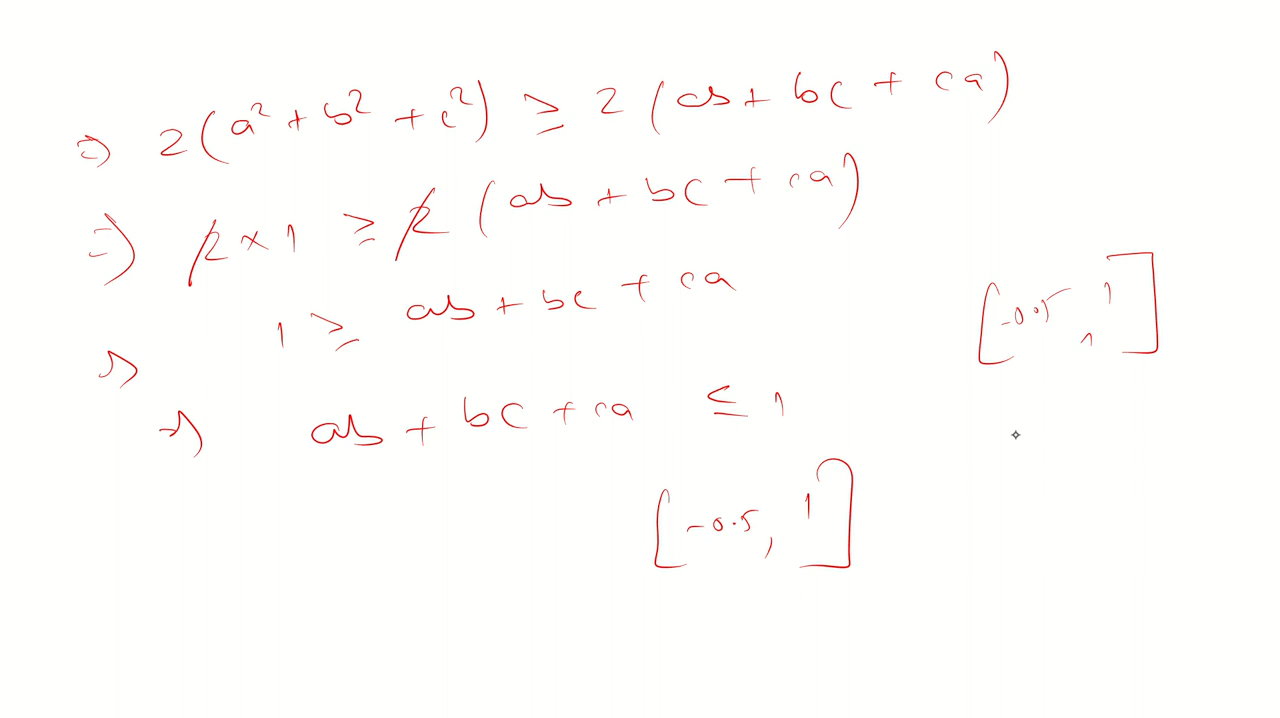 ⇒ 2(a² + b² + c²) ≥ 2(ab + bc + ca)
⇒ 2 × 1 ≥ 2(ab + bc + ca)
⇒ 1 ≥ ab + bc + ca
⇒ ab + bc + ca ≤ 1
[-0.5, 1]
[-0.5, 1]